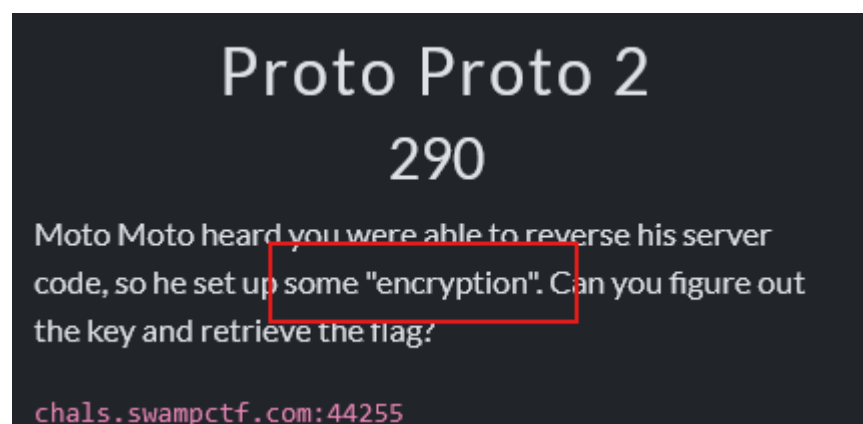 Proto Proto 2
290
Moto Moto heard you were able to reverse his server
code, so he set up some "encryption". Can you figure out
the key and retrieve the flag?
chals.swampctf.com:44255